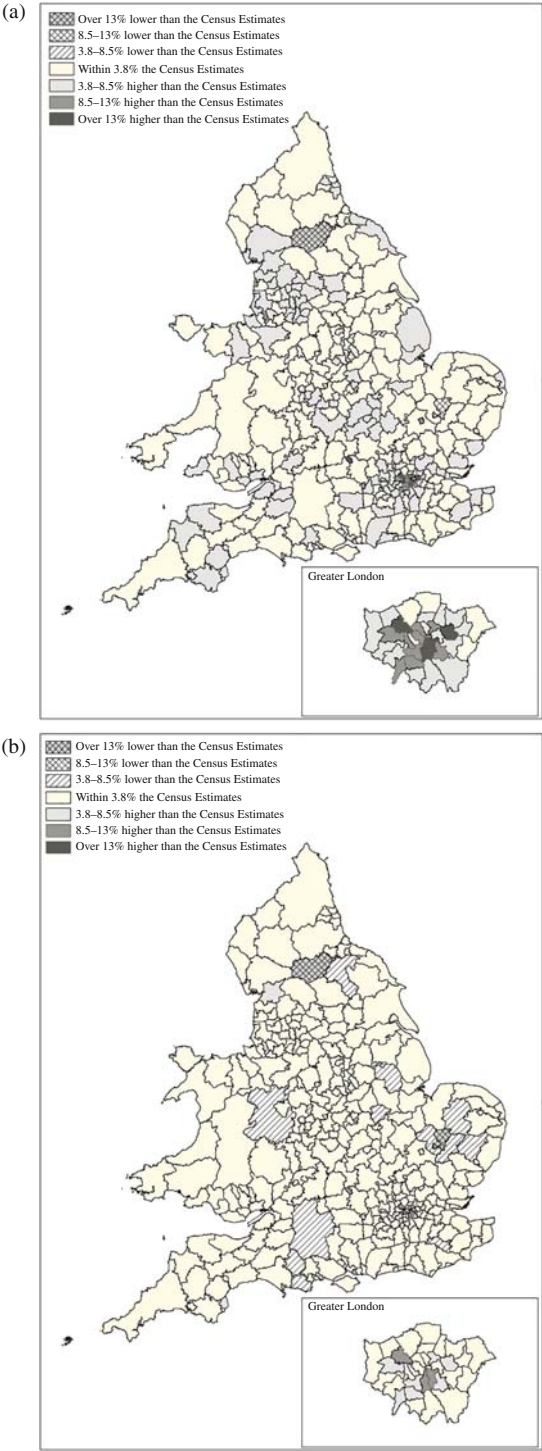 (a)
Over 13% lower than the Census Estimates
8.5–13% lower than the Census Estimates
3.8–8.5% lower than the Census Estimates
Within 3.8% the Census Estimates
3.8–8.5% higher than the Census Estimates
8.5–13% higher than the Census Estimates
Over 13% higher than the Census Estimates
Greater London
(b)
Over 13% lower than the Census Estimates
8.5–13% lower than the Census Estimates
3.8–8.5% lower than the Census Estimates
Within 3.8% the Census Estimates
3.8–8.5% higher than the Census Estimates
8.5–13% higher than the Census Estimates
Over 13% higher than the Census Estimates
Greater London